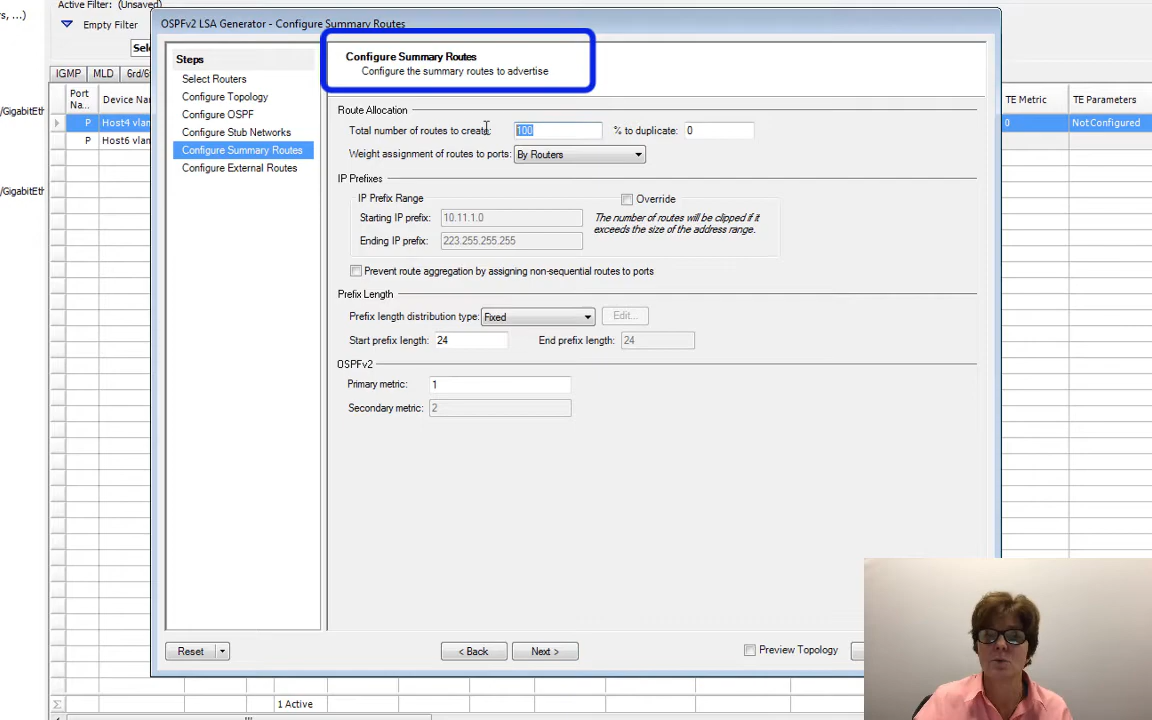 s, ...)
Active Filter: (Unsaved)
Empty Filter
Sel
IGMP MLD 6rd/6
Port Na... Device Nar
TE Metric TE Parameters
/GigabitEth
P Host4 vlan
0 NotConfigured
P Host6 vlan
/GigabitEth
OSPFv2 LSA Generator - Configure Summary Routes
Steps
Select Routers
Configure Topology
Configure OSPF
Configure Stub Networks
Configure Summary Routes
Configure External Routes
Configure Summary Routes
Configure the summary routes to advertise
Route Allocation
Total number of routes to create: 100 % to duplicate: 0
Weight assignment of routes to ports: By Routers
IP Prefixes
IP Prefix Range
Override
Starting IP prefix: 10.11.1.0
The number of routes will be clipped if it
exceeds the size of the address range.
Ending IP prefix: 223.255.255.255
Prevent route aggregation by assigning non-sequential routes to ports
Prefix Length
Prefix length distribution type: Fixed Edit...
Start prefix length: 24 End prefix length: 24
OSPFv2
Primary metric: 1
Secondary metric: 2
Reset < Back Next > Preview Topology
Σ 1 Active